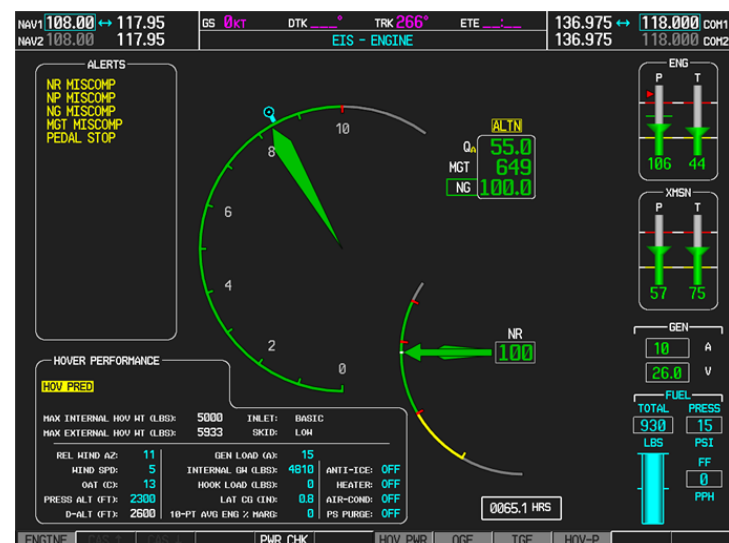 NAV1 108.00 ↔ 117.95 GS 0KT DTK ___° TRK 266° ETE __:__ 136.975 ↔ 118.000 COM1
NAV2 108.00 117.95 EIS - ENGINE 136.975 118.000 COM2
ALERTS
NR MISCOMP
NP MISCOMP
NG MISCOMP
MGT MISCOMP
PEDAL STOP
10
8
6
4
2
0
ALTN
Q 55.0
MGT 649
NG 100.0
NR
100
ENG
P T
106 44
XMSN
P T
57 75
GEN
10 A
26.0 V
FUEL
TOTAL PRESS
930 15
LBS PSI
FF
0
PPH
HOVER PERFORMANCE
HOV PRED
MAX INTERNAL HOV WT (LBS): 5000 INLET: BASIC
MAX EXTERNAL HOV WT (LBS): 5933 SKID: LOW
REL WIND AZ: 11 GEN LOAD (A): 15
WIND SPD: 5 INTERNAL GW (LBS): 4810 ANTI-ICE: OFF
OAT (C): 13 HOOK LOAD (LBS): 0 HEATER: OFF
PRESS ALT (FT): 2300 LAT CG (IN): 0.8 AIR-COND: OFF
D-ALT (FT): 2600 10-PT AVG ENG % MARG: 0 PS PURGE: OFF
0065.1 HRS
ENGINE PWR CHK HOV PWR OGE IGE HOV-P